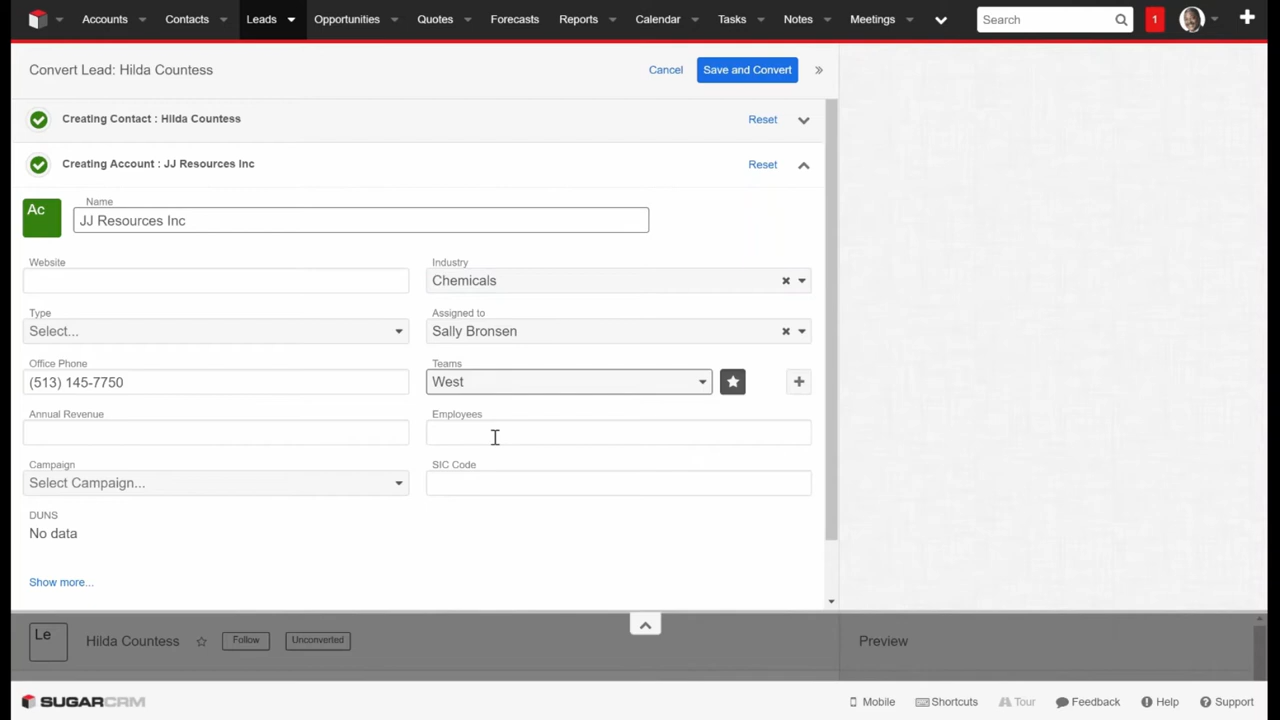 Accounts Contacts Leads Opportunities Quotes Forecasts Reports Calendar Tasks Notes Meetings Search 1
Convert Lead: Hilda Countess Cancel Save and Convert
Creating Contact : Hilda Countess Reset
Creating Account : JJ Resources Inc Reset
Ac
Name
JJ Resources Inc
Website Industry
Chemicals
Type Assigned to
Select... Sally Bronsen
Office Phone Teams
(513) 145-7750 West
Annual Revenue Employees
Campaign SIC Code
Select Campaign...
DUNS
No data
Show more...
Le Hilda Countess Follow Unconverted Preview
SUGARCRM Mobile Shortcuts Tour Feedback Help Support